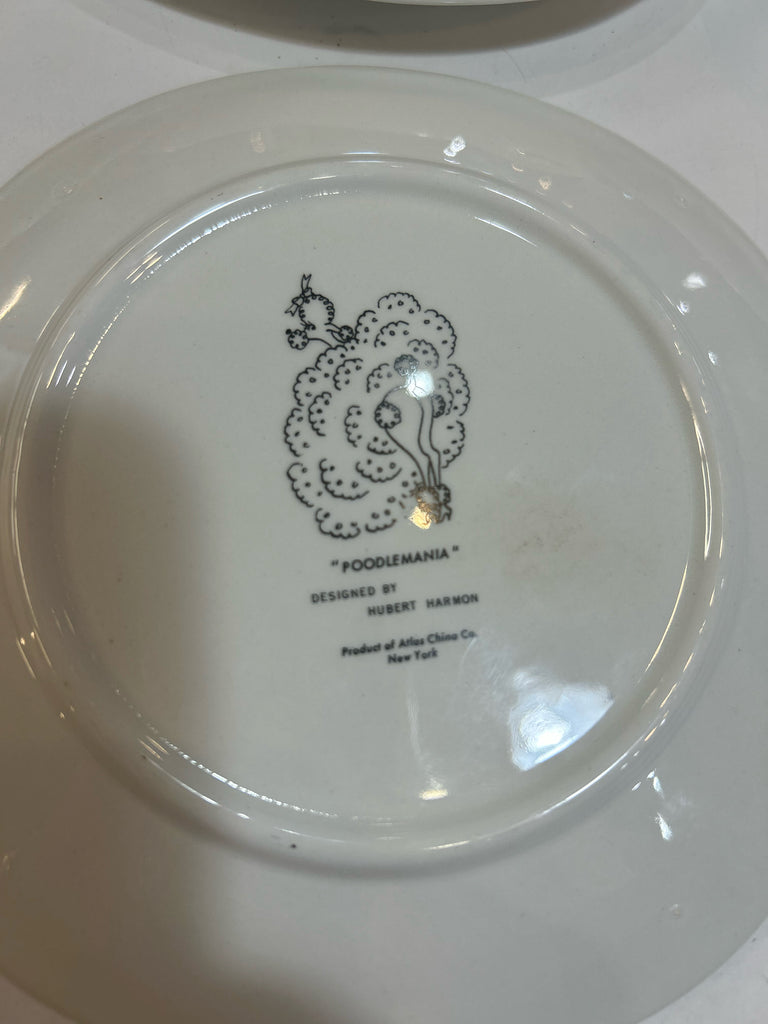 "POODLEMANIA"
DESIGNED BY
HUBERT HARMON
Product of Atlas China Co.
New York